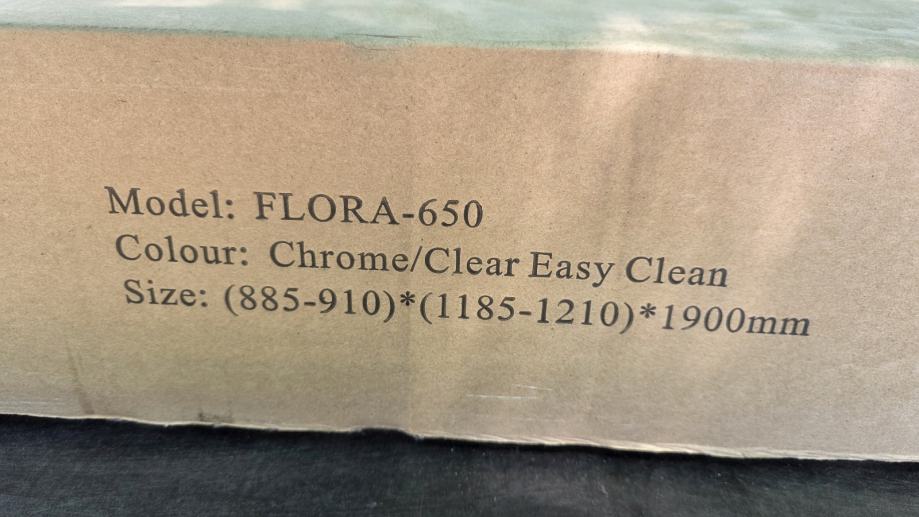 Model: FLORA-650
Colour: Chrome/Clear Easy Clean
Size: (885-910)*(1185-1210)*1900mm